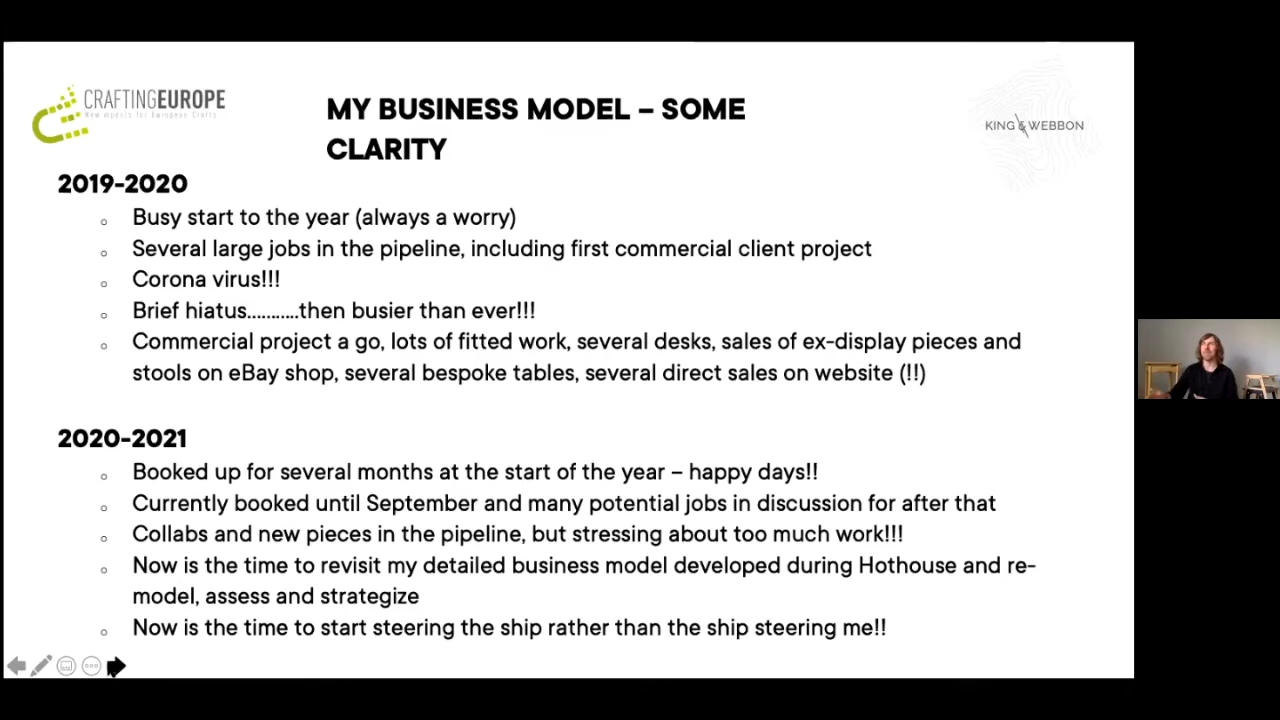 CRAFTINGEUROPE
New models for European Crafts
MY BUSINESS MODEL – SOME
CLARITY
KING & WEBBON
2019-2020
Busy start to the year (always a worry)
Several large jobs in the pipeline, including first commercial client project
Corona virus!!!
Brief hiatus...........then busier than ever!!!
Commercial project a go, lots of fitted work, several desks, sales of ex-display pieces and
stools on eBay shop, several bespoke tables, several direct sales on website (!!)
2020-2021
Booked up for several months at the start of the year – happy days!!
Currently booked until September and many potential jobs in discussion for after that
Collabs and new pieces in the pipeline, but stressing about too much work!!!
Now is the time to revisit my detailed business model developed during Hothouse and re-
model, assess and strategize
Now is the time to start steering the ship rather than the ship steering me!!